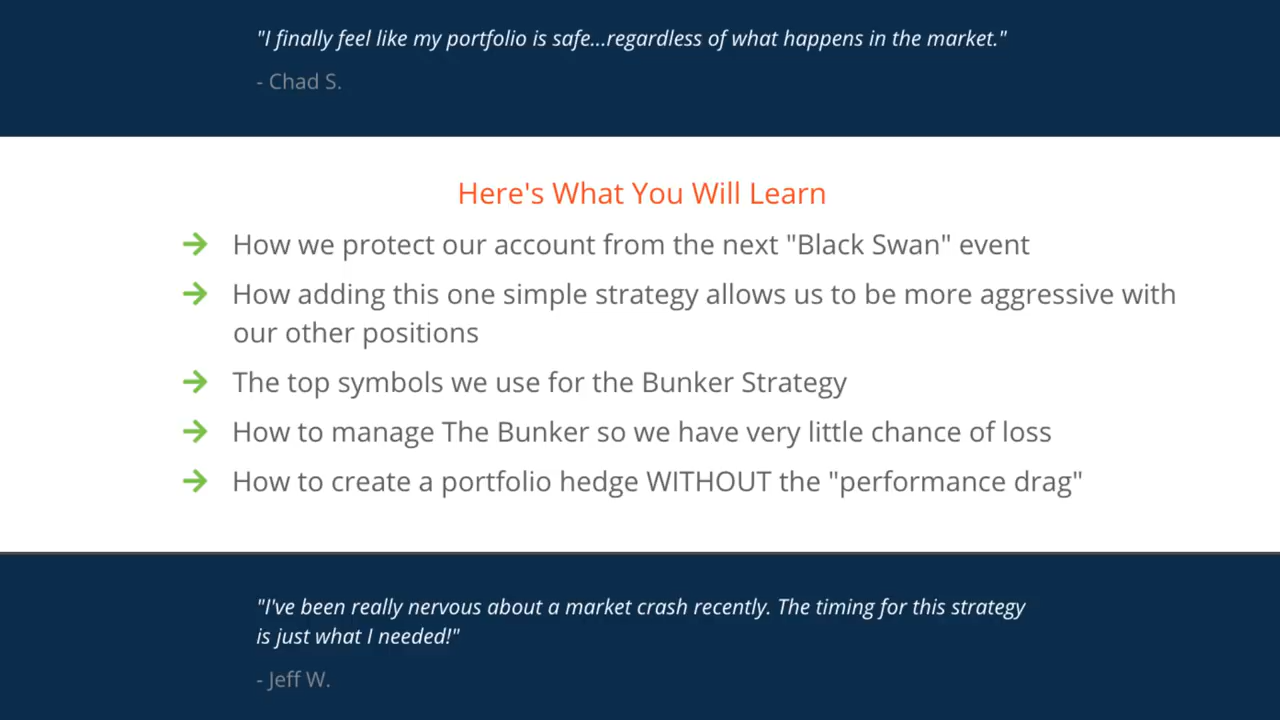 "I finally feel like my portfolio is safe...regardless of what happens in the market."
- Chad S.
Here's What You Will Learn
How we protect our account from the next "Black Swan" event
How adding this one simple strategy allows us to be more aggressive with
our other positions
The top symbols we use for the Bunker Strategy
How to manage The Bunker so we have very little chance of loss
How to create a portfolio hedge WITHOUT the "performance drag"
"I've been really nervous about a market crash recently. The timing for this strategy
is just what I needed!"
- Jeff W.